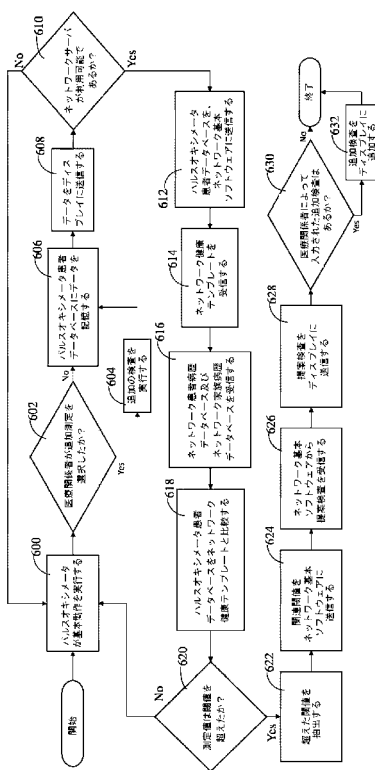 開始
600
パルスオキシメータ
が基本動作を実行する
602
医療関係者が追加測定を
選択したか?
Yes
No
604
追加の検査を
実行する
606
パルスオキシメータ患者
データベースにデータを
記憶する
608
データをディス
プレイに送信する
610
ネットワークサーバ
が利用可能で
あるか?
No
Yes
612
パルスオキシメータ
患者データベースを、
ネットワーク基本
ソフトウェアに送信する
614
ネットワーク健康
テンプレートを
受信する
616
ネットワーク患者病歴
データベース及び
ネットワーク家族病歴
データベースを受信する
618
パルスオキシメータ患者
データベースをネットワーク
健康テンプレートと比較する
620
測定値は閾値を
超えたか?
No
Yes
622
超えた閾値を
抽出する
624
関連閾値を
ネットワーク基本
ソフトウェアに
送信する
626
ネットワーク基本
ソフトウェアから
提案検査を受信する
628
提案検査を
ディスプレイに
送信する
630
医療関係者によって
入力された追加検査は
あるか?
No
Yes
632
追加検査を
ディスプレイに
追加する
終了